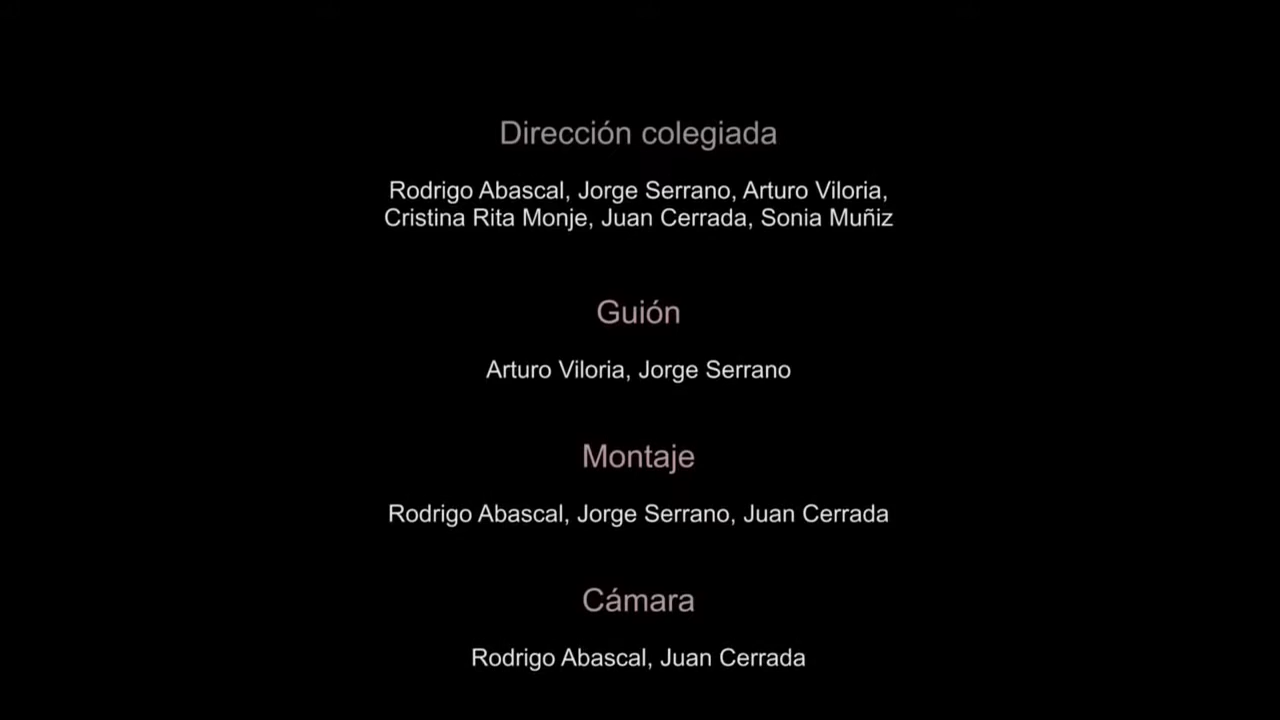 Dirección colegiada
Rodrigo Abascal, Jorge Serrano, Arturo Viloria,
Cristina Rita Monje, Juan Cerrada, Sonia Muñiz
Guión
Arturo Viloria, Jorge Serrano
Montaje
Rodrigo Abascal, Jorge Serrano, Juan Cerrada
Cámara
Rodrigo Abascal, Juan Cerrada